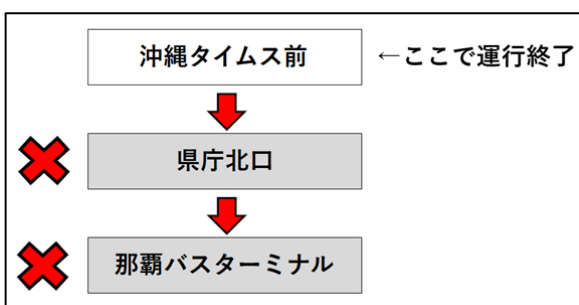 沖縄タイムス前
←ここで運行終了
県庁北口
那覇バスターミナル